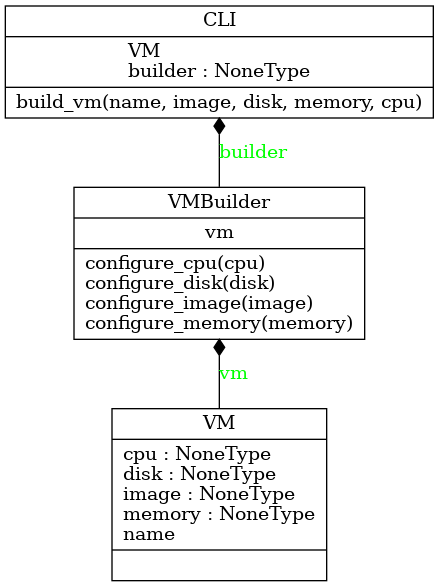 CLI
VM
builder : NoneType
build_vm(name, image, disk, memory, cpu)
builder
VMBuilder
vm
configure_cpu(cpu)
configure_disk(disk)
configure_image(image)
configure_memory(memory)
vm
VM
cpu : NoneType
disk : NoneType
image : NoneType
memory : NoneType
name